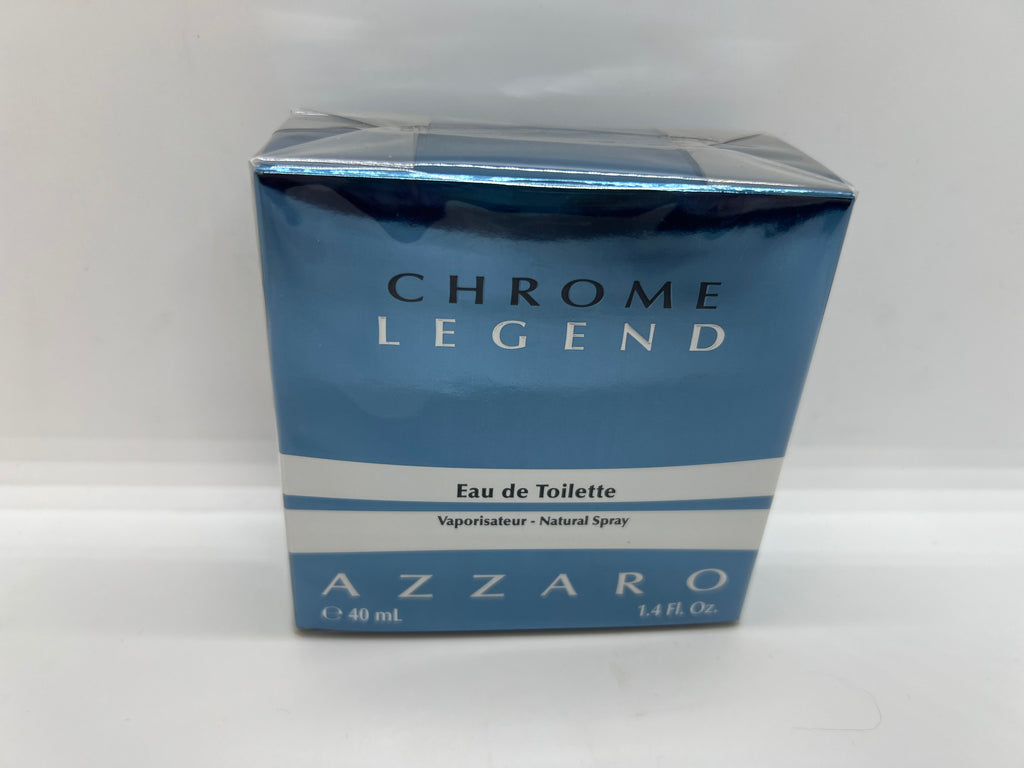 CHROME
LEGEND
Eau de Toilette
Vaporisateur - Natural Spray
AZZARO
℮ 40 mL 1.4 Fl. Oz.